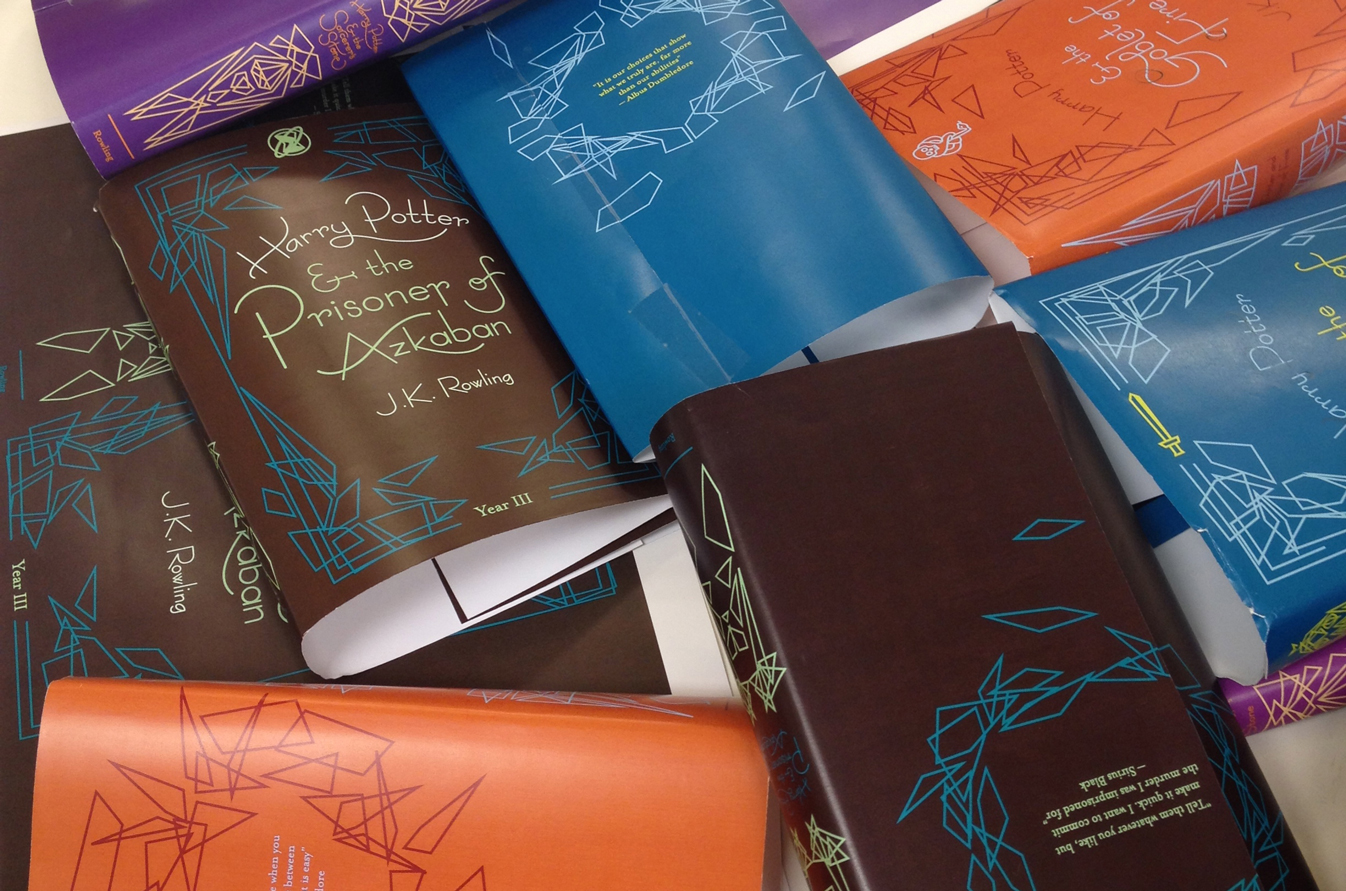 Harry Potter
& the
Sorcerer's
Stone
Rowling
Harry Potter
& the
Prisoner of
Azkaban
J.K. Rowling
Year III
"It is our choices that show
what we truly are, far more
than our abilities"
—Albus Dumbledore
Harry Potter
& the
Goblet of
Fire
J.K.
Harry Potter
the
of
Azkaban
J.K. Rowling
Year III
"Tell them whatever you like, but
make it quick. I want to commit
the murder I was imprisoned for"
—Sirius Black
e when you
between
t is easy"
dore